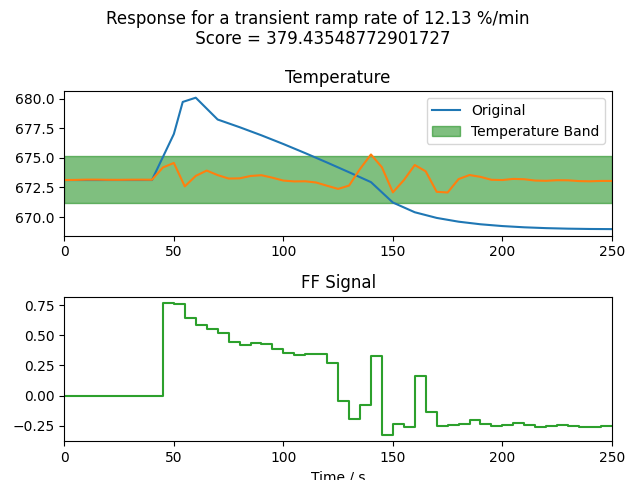 Response for a transient ramp rate of 12.13 %/min
Score = 379.43548772901727
Temperature
680.0
677.5
675.0
672.5
670.0
Original
Temperature Band
0 50 100 150 200 250
FF Signal
0.75
0.50
0.25
0.00
−0.25
0 50 100 150 200 250
Time / s